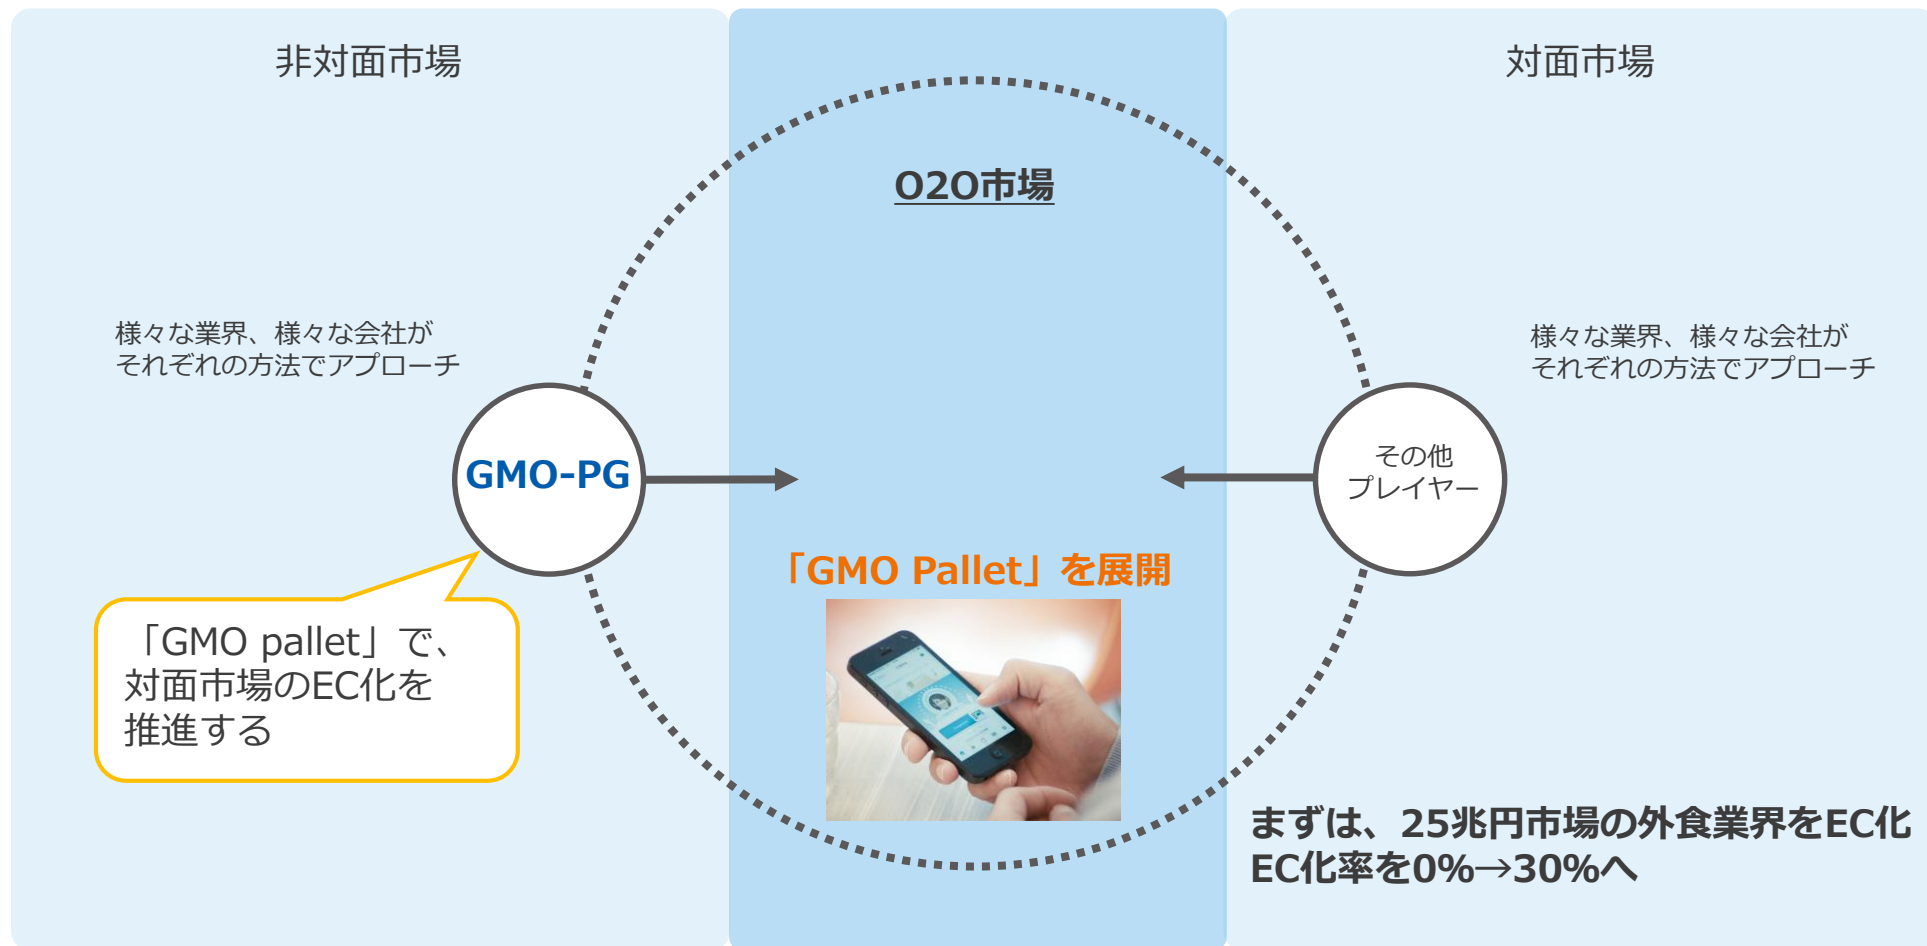 非対面市場
対面市場
O2O市場
様々な業界、様々な会社が
それぞれの方法でアプローチ
様々な業界、様々な会社が
それぞれの方法でアプローチ
GMO-PG
その他
プレイヤー
「GMO Pallet」を展開
「GMO pallet」で、
対面市場のEC化を
推進する
まずは、25兆円市場の外食業界をEC化
EC化率を0%→30%へ